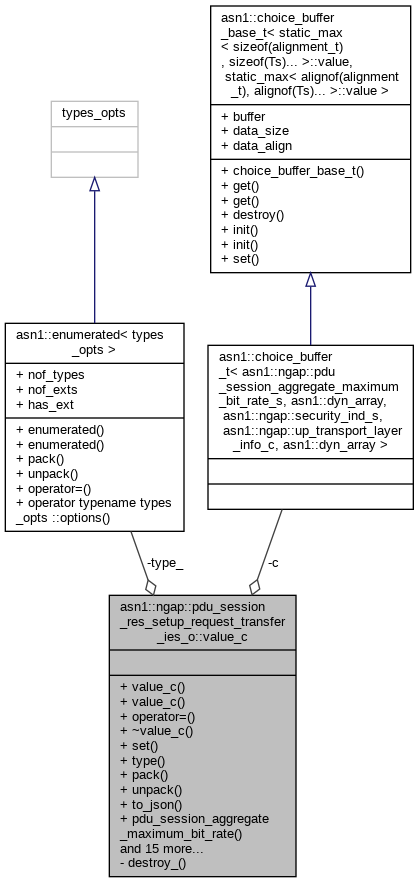 types_opts
asn1::choice_buffer
_base_t< static_max
< sizeof(alignment_t)
, sizeof(Ts)... >::value,
static_max< alignof(alignment
_t), alignof(Ts)... >::value >
+ buffer
+ data_size
+ data_align
+ choice_buffer_base_t()
+ get()
+ get()
+ destroy()
+ init()
+ init()
+ set()
asn1::enumerated< types
_opts >
+ nof_types
+ nof_exts
+ has_ext
+ enumerated()
+ enumerated()
+ pack()
+ unpack()
+ operator=()
+ operator typename types
_opts ::options()
asn1::choice_buffer
_t< asn1::ngap::pdu
_session_aggregate_maximum
_bit_rate_s, asn1::dyn_array,
asn1::ngap::security_ind_s,
asn1::ngap::up_transport_layer
_info_c, asn1::dyn_array >
-type_
-c
asn1::ngap::pdu_session
_res_setup_request_transfer
_ies_o::value_c
+ value_c()
+ value_c()
+ operator=()
+ ~value_c()
+ set()
+ type()
+ pack()
+ unpack()
+ to_json()
+ pdu_session_aggregate
_maximum_bit_rate()
and 15 more...
- destroy_()